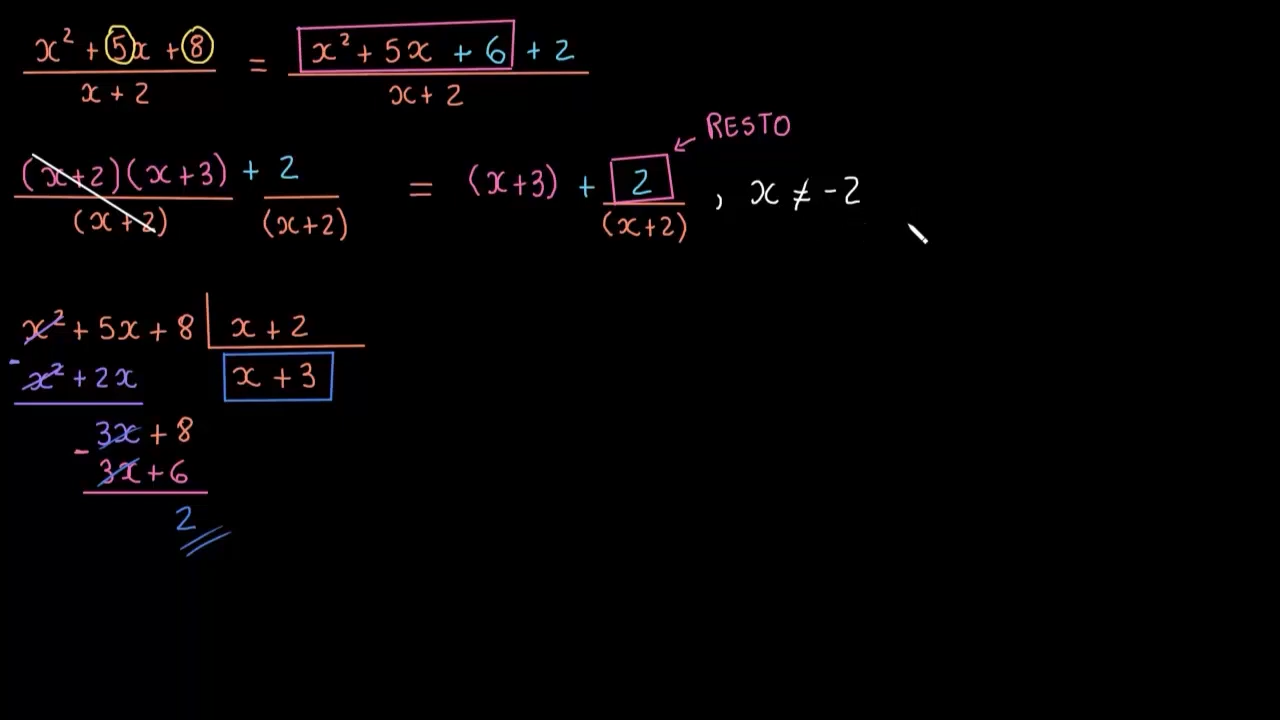 x² + 5x + 8 / x + 2 = x² + 5x + 6 + 2 / x + 2
RESTO
(x+2)(x+3) / (x+2) + 2 / (x+2) = (x+3) + 2 / (x+2) , x ≠ -2
x² + 5x + 8 | x + 2
- x² + 2x x + 3
3x + 8
- 3x + 6
2